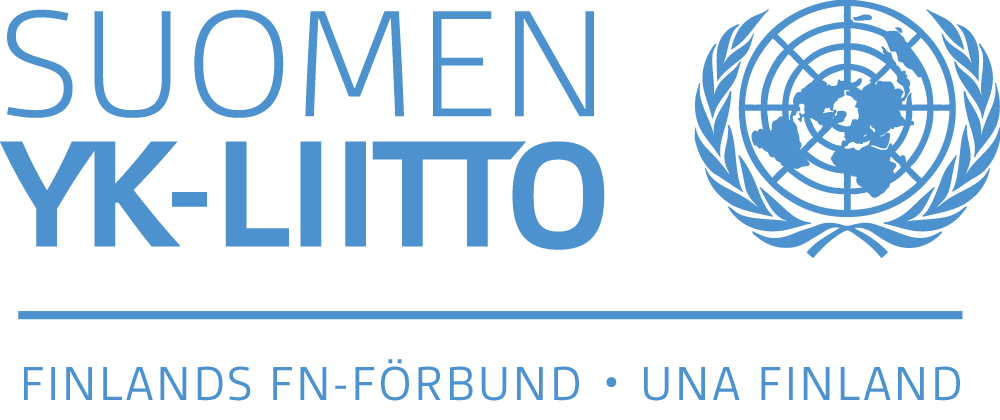 SUOMEN
YK-LIITTO
FINLANDS FN-FÖRBUND • UNA FINLAND